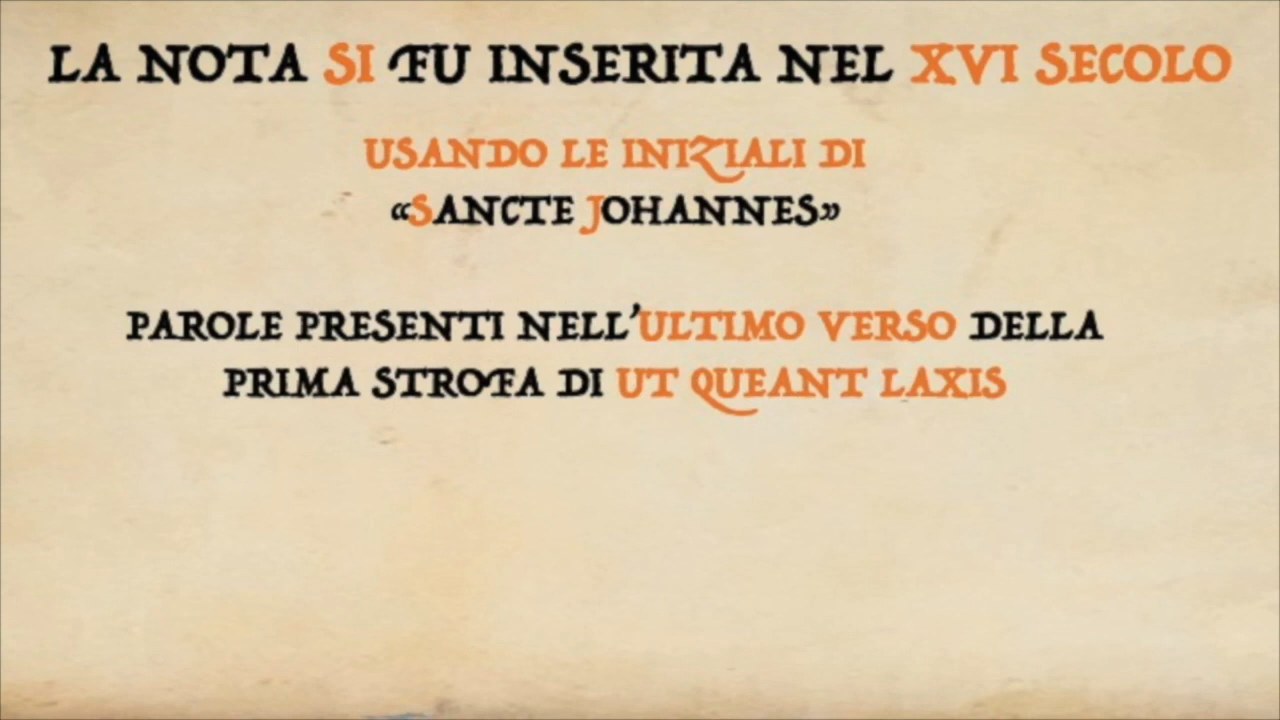 LA NOTA SI FU INSERITA NEL XVI SECOLO
USANDO LE INIZIALI DI
«SANCTE JOHANNES»
PAROLE PRESENTI NELL'ULTIMO VERSO DELLA
PRIMA STROFA DI UT QUEANT LAXIS